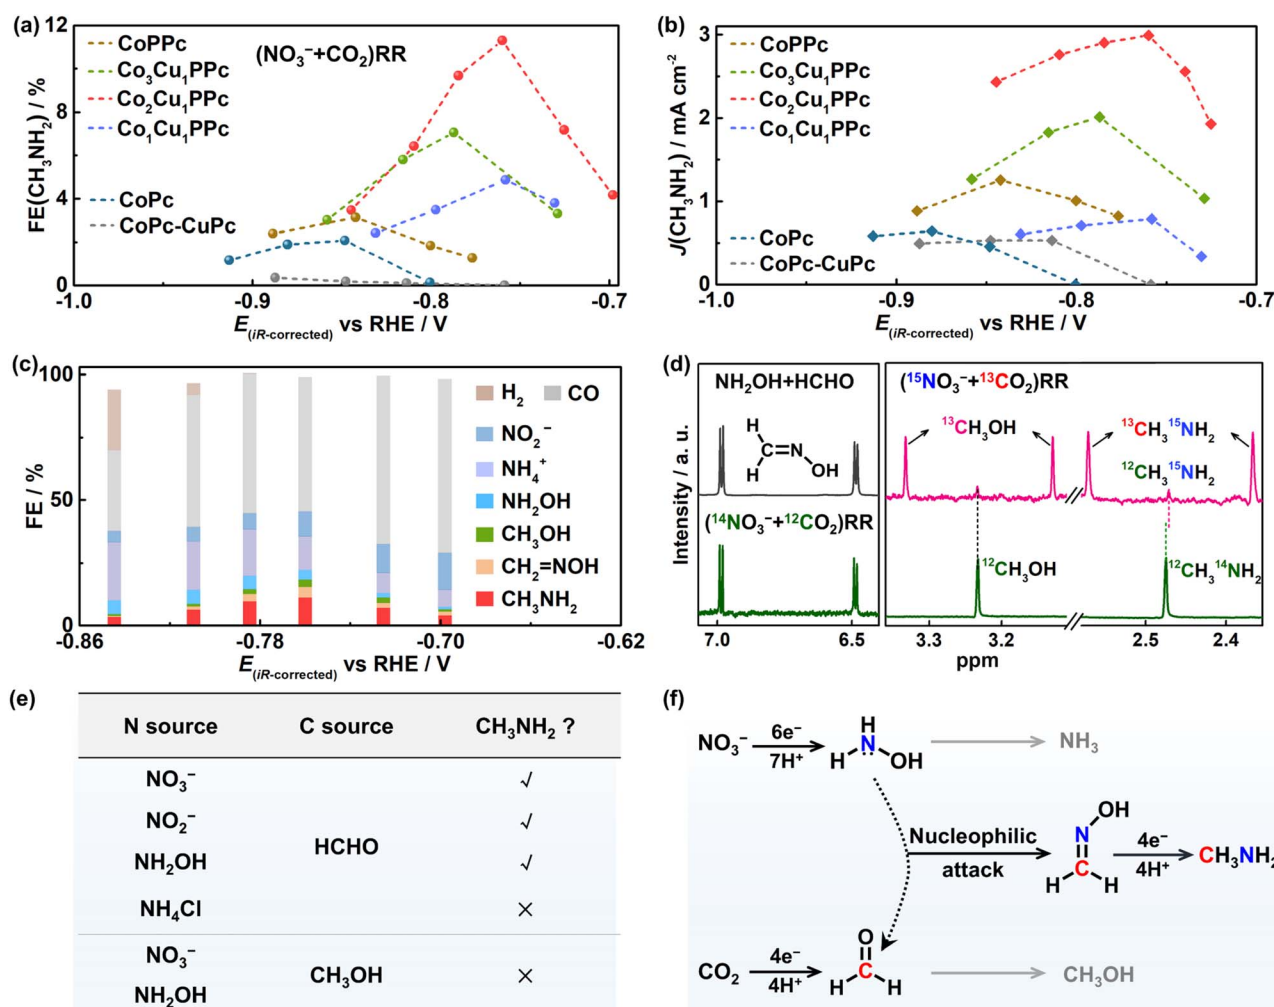 (a)
12
8
4
0
FE(CH₃NH₂) / %
CoPPc
Co₃Cu₁PPc
Co₂Cu₁PPc
Co₁Cu₁PPc
CoPc
CoPc-CuPc
(NO₃⁻+CO₂)RR
-1.0 -0.9 -0.8 -0.7
E(iR-corrected) vs RHE / V
(b)
3
2
1
0
J(CH₃NH₂) / mA cm⁻²
CoPPc
Co₃Cu₁PPc
Co₂Cu₁PPc
Co₁Cu₁PPc
CoPc
CoPc-CuPc
-1.0 -0.9 -0.8 -0.7
E(iR-corrected) vs RHE / V
(c)
100
50
0
FE / %
H₂ CO
NO₂⁻
NH₄⁺
NH₂OH
CH₃OH
CH₂=NOH
CH₃NH₂
-0.86 -0.78 -0.70 -0.62
E(iR-corrected) vs RHE / V
(d)
Intensity / a. u.
NH₂OH+HCHO
H
C N
H OH
(¹⁴NO₃⁻+¹²CO₂)RR
(¹⁵NO₃⁻+¹³CO₂)RR
¹³CH₃OH
¹³CH₃¹⁵NH₂
¹²CH₃¹⁵NH₂
¹²CH₃OH
¹²CH₃¹⁴NH₂
7.0 6.5 3.3 3.2 2.5 2.4
ppm
(e)
N source C source CH₃NH₂ ?
NO₃⁻ √
NO₂⁻ √
HCHO
NH₂OH √
NH₄Cl ×
NO₃⁻
CH₃OH ×
NH₂OH
(f)
NO₃⁻ 6e⁻ 7H⁺
H
N
H OH
NH₃
Nucleophilic
attack
OH
N
C
H H
4e⁻
4H⁺
CH₃NH₂
CO₂ 4e⁻ 4H⁺
O
C
H H
CH₃OH